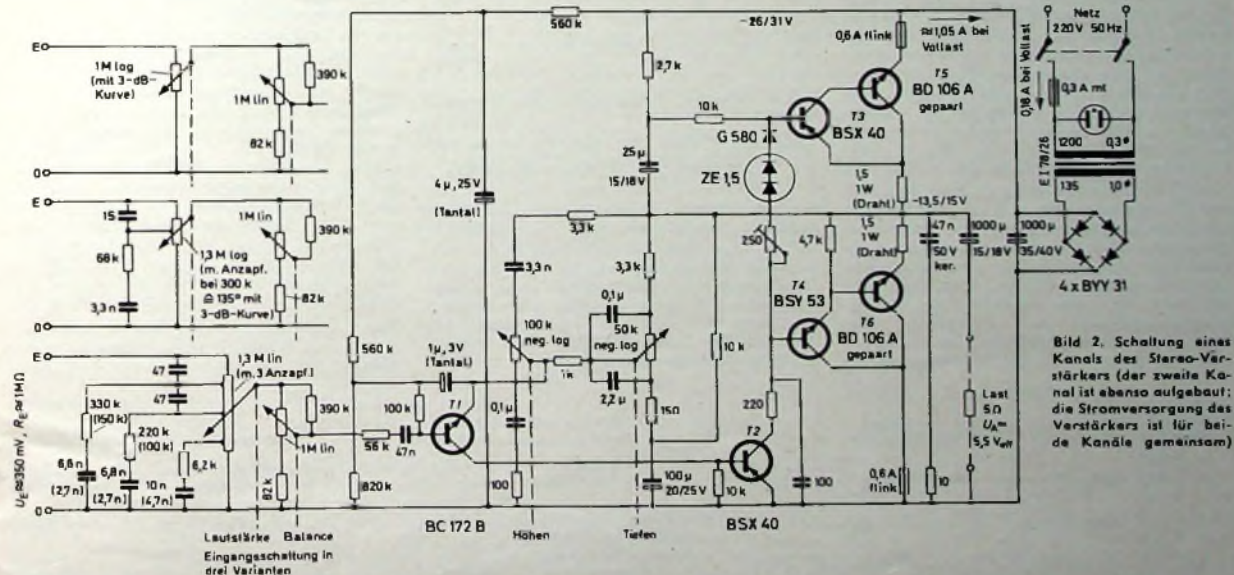 560 k
-26/31 V
0,6 A flink
≈1,05 A bei
Vollast
Netz
220 V 50 Hz
0,18 A bei Vollast
0,3 A mt
1200
0,3⌀
E I 78/26
135
1,0⌀
4 x BYY 31
E
1M log
(mit 3-dB-
Kurve)
1M lin
390 k
82 k
0
2,7 k
10 k
T3
BSX 40
T5
BD 106 A
gepaart
G 580
ZE 1,5
25 µ
15/18 V
4 µ, 25 V
(Tantal)
1,5
1 W
(Draht)
-13,5/15 V
E
15
68 k
3,3 n
1,3 M log
(m. Anzapf.
bei 300 k
≙ 135° mit
3-dB-Kurve)
1M lin
390 k
82 k
0
3,3 k
3,3 n
3,3 k
250
4,7 k
1,5
1 W
(Draht)
47 n
50 V
ker.
1000 µ
15/18 V
1000 µ
35/40 V
T4
BSY 53
T6
BD 106 A
gepaart
E
UE≈350 mV, RE≈1MΩ
47
47
1,3 M lin
(m. 3 Anzapf.)
330 k
(150 k)
220 k
(100 k)
8,2 k
6,6 n
(2,7 n)
6,8 n
(2,7 n)
10 n
(4,7 n)
1M lin
390 k
82 k
0
560 k
820 k
1µ, 3V
(Tantal)
100 k
56 k
47 n
T1
BC 172 B
100 k
neg. log
0,1 µ
1k
0,1 µ
2,2 µ
50 k
neg. log
15 Ω
100
100 µ
20/25 V
10 k
10 k
T2
BSX 40
220
100
0,6 A
flink
10
Last
5 Ω
UA=
5,5 Veff
Lautstärke Balance
Eingangsschaltung in
drei Varianten
Höhen
Tiefen
Bild 2. Schaltung eines
Kanals des Stereo-Ver-
stärkers (der zweite Ka-
nal ist ebenso aufgebaut;
die Stromversorgung des
Verstärkers ist für bei-
de Kanäle gemeinsam)